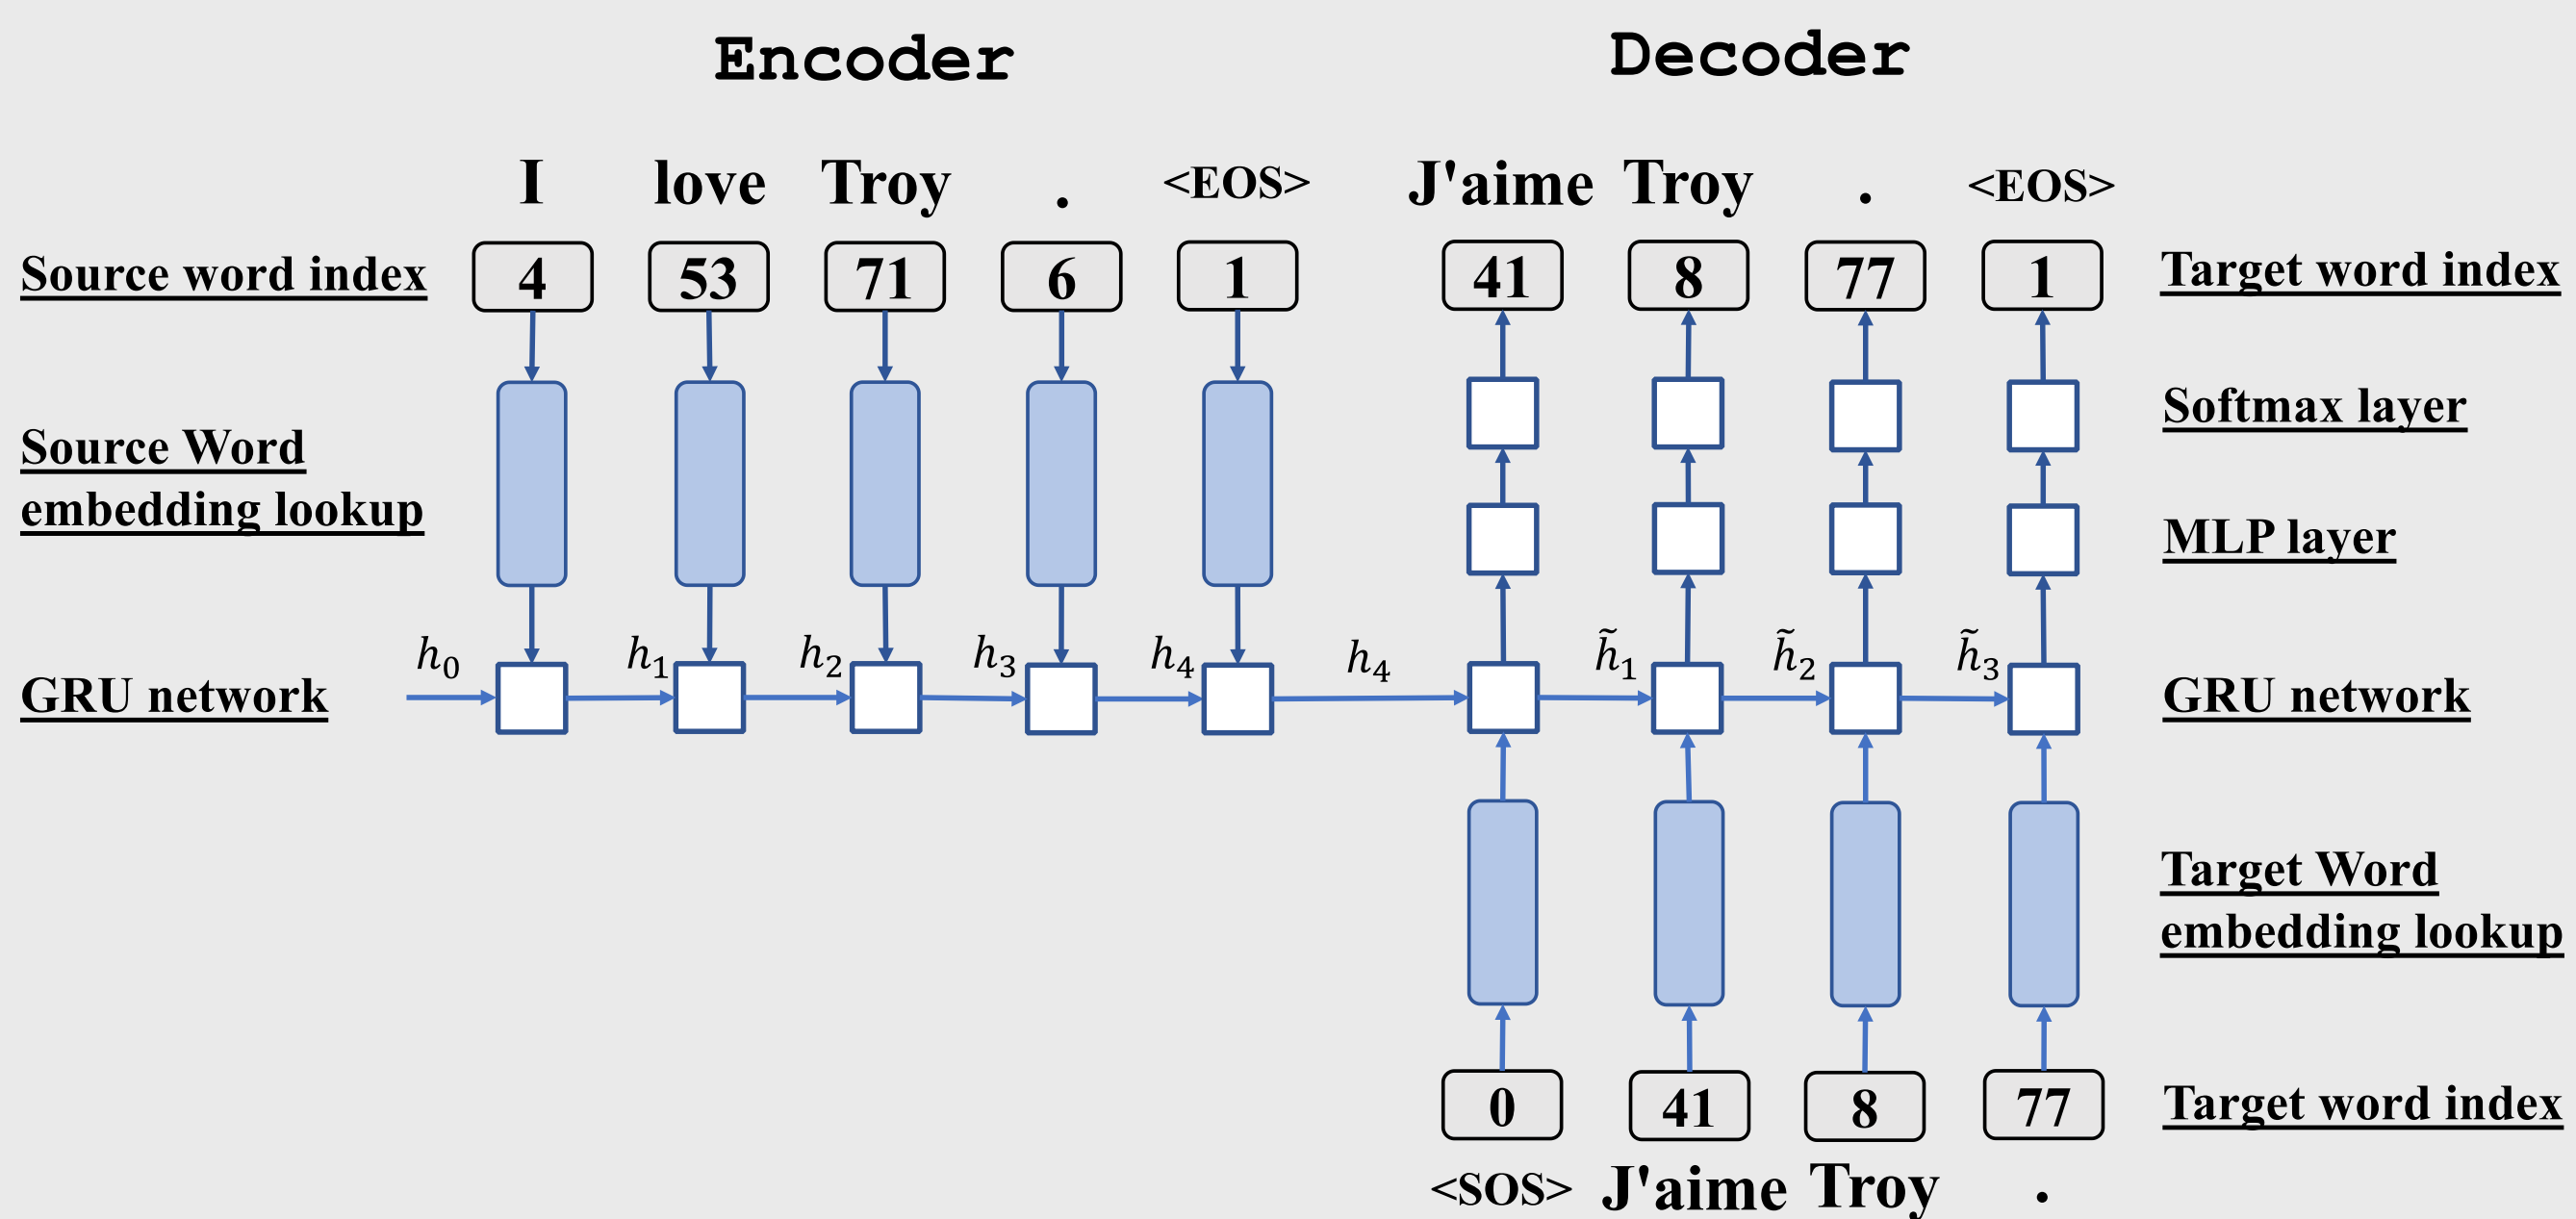 Encoder
Decoder
I love Troy . <EOS>
J'aime Troy . <EOS>
Source word index
4 53 71 6 1
41 8 77 1
Target word index
Source Word
embedding lookup
Softmax layer
MLP layer
GRU network
h₀ h₁ h₂ h₃ h₄ h₄ h̃₁ h̃₂ h̃₃
GRU network
Target Word
embedding lookup
0 41 8 77
Target word index
<SOS> J'aime Troy .